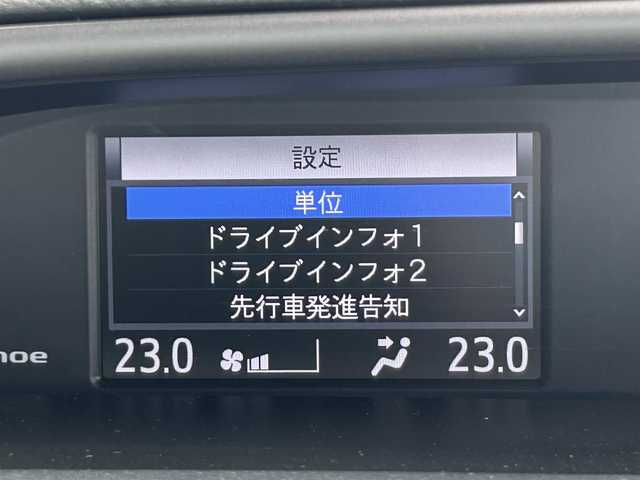 設定
単位
ドライブインフォ1
ドライブインフォ2
先行車発進告知
noe
23.0 23.0